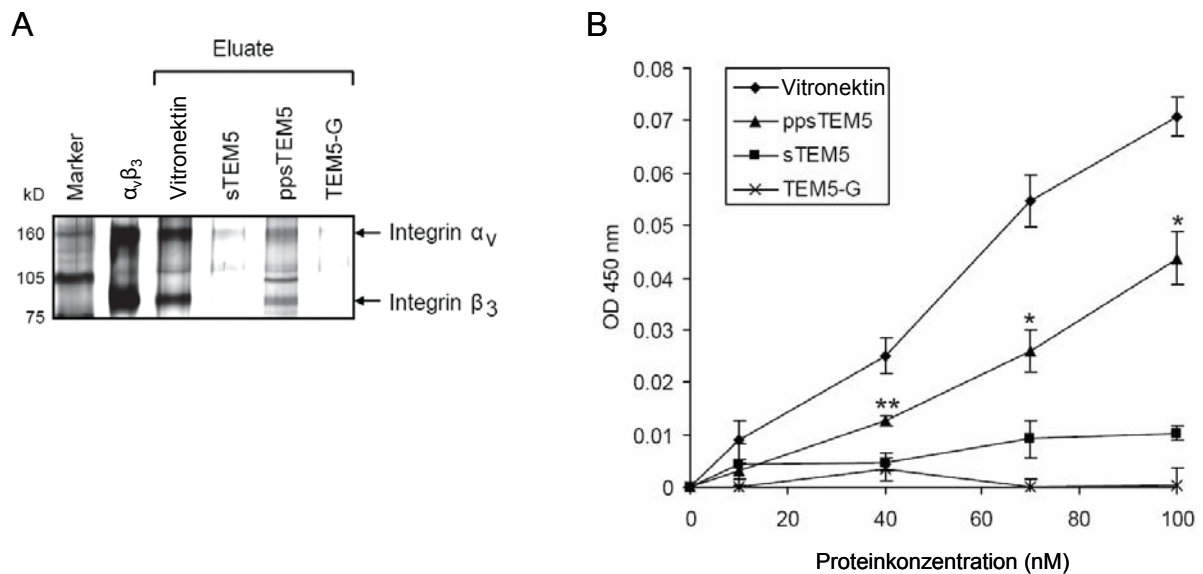 A
Eluate
Marker
αvβ3
Vitronektin
sTEM5
ppsTEM5
TEM5-G
kD
160
105
75
Integrin αV
Integrin β3
B
Vitronektin
ppsTEM5
sTEM5
TEM5-G
OD 450 nm
0.08
0.07
0.06
0.05
0.04
0.03
0.02
0.01
0
**
*
*
0 20 40 60 80 100
Proteinkonzentration (nM)